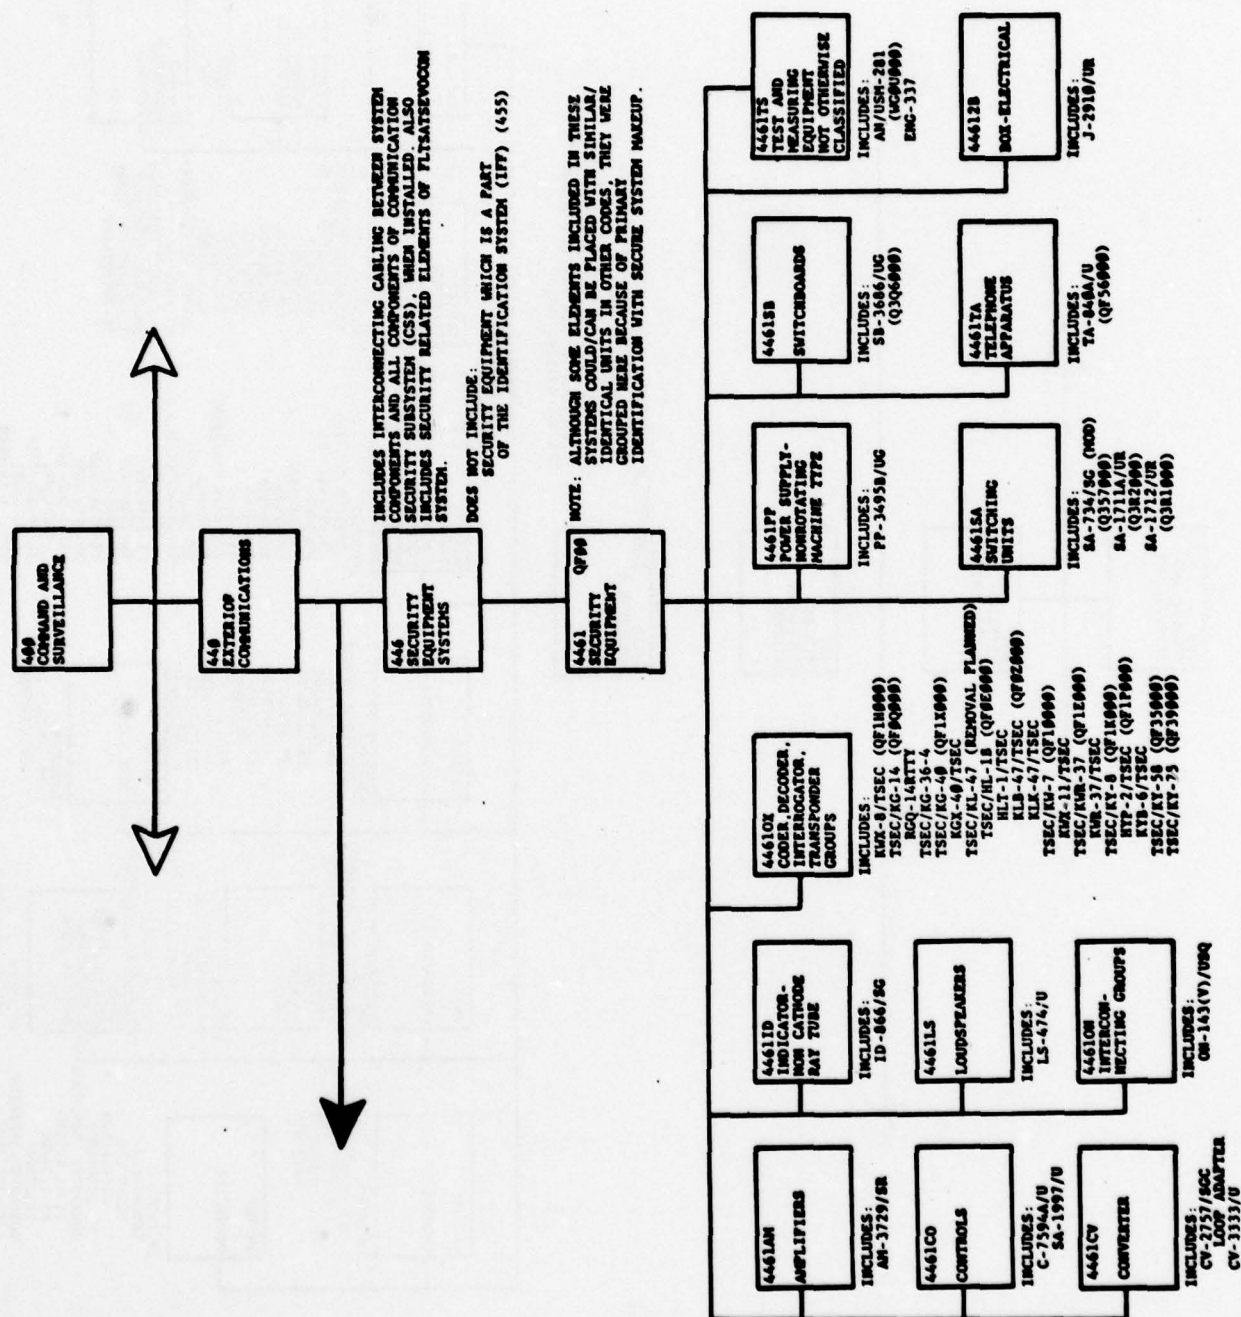 400
COMMAND AND
SURVEILLANCE
440
EXTERIOF
COMMUNICATIONS
446
SECURITY
EQUIPMENT
SYSTEMS
INCLUDES INTERCONNECTING CABLING BETWEEN SYSTEM
COMPONENTS AND ALL COMPONENTS OF COMMUNICATION
SECURITY SUBSYSTEM (CSS), WHEN INSTALLED. ALSO
INCLUDES SECURITY RELATED ELEMENTS OF FLTSATSEVOCOM
SYSTEM.
DOES NOT INCLUDE:
SECURITY EQUIPMENT WHICH IS A PART
OF THE IDENTIFICATION SYSTEM (IFF) (455)
4461 QF00
SECURITY
EQUIPMENT
NOTE: ALTHOUGH SOME ELEMENTS INCLUDED IN THESE
SYSTEMS COULD/CAN BE PLACED WITH SIMILAR/
IDENTICAL UNITS IN OTHER CODES, THEY WERE
GROUPED HERE BECAUSE OF PRIMARY
IDENTIFICATION WITH SECURE SYSTEM MAKEUP.
4461AM
AMPLIFIERS
INCLUDES:
AM-3729/SR
4461CO
CONTROLS
INCLUDES:
C-7594A/U
SA-1997/U
4461CV
CONVERTER
INCLUDES:
CV-2757/SGC
LOOP ADAPTER
CV-3333/U
4461ID
INDICATOR-
NON CATHODE
RAY TUBE
INCLUDES:
ID-866/SG
4461LS
LOUDSPEAKERS
INCLUDES:
LS-474/U
4461ON
INTERCON-
NECTING GROUPS
INCLUDES:
ON-143(V)/USQ
4461OX
CODER,DECODER,
INTERROGATOR,
TRANSPONDER
GROUPS
INCLUDES:
KWX-8/TSEC (QF1N000)
TSEC/KG-14 (QF0Q000)
RGQ-14RTTY
TSEC/KG-36-4
TSEC/KG-40 (QF1X000)
KGX-40/TSEC
TSEC/KL-47 (REMOVAL PLANNED)
TSEC/HL-1B (QF0E000)
HLT-1/TSEC
KLB-47/TSEC (QF0Z000)
KLK-47/TSEC
TSEC/KW-7 (QF10000)
KWX-11/TSEC
TSEC/KWR-37 (QF1E000)
KWR-37/TSEC
TSEC/KY-8 (QF1K000)
HYP-2/TSEC (QF1P000)
KYB-6/TSEC
TSEC/KY-58 (QF35000)
TSEC/KY-75 (QF39000)
4461PP
POWER SUPPLY-
NONROTATING
MACHINE TYPE
INCLUDES:
PP-3495B/UG
4461SA
SWITCHING
UNITS
INCLUDES:
SA-734/SG (MOD)
(Q357000)
SA-1711A/UR
(Q3R2000)
SA-1712/UR
(Q3R1000)
4461SB
SWITCHBOARDS
INCLUDES:
SB-3686/UG
(Q3Q6000)
4461TA
TELEPHONE
APPARATUS
INCLUDES:
TA-840A/U
(QF56000)
4461TS
TEST AND
MEASURING
EQUIPMENT
NOT OTHERWISE
CLASSIFIED
INCLUDES:
AN/USM-281
(WG0U000)
ENG-337
44612B
BOX-ELECTRICAL
INCLUDES:
J-2910/UR